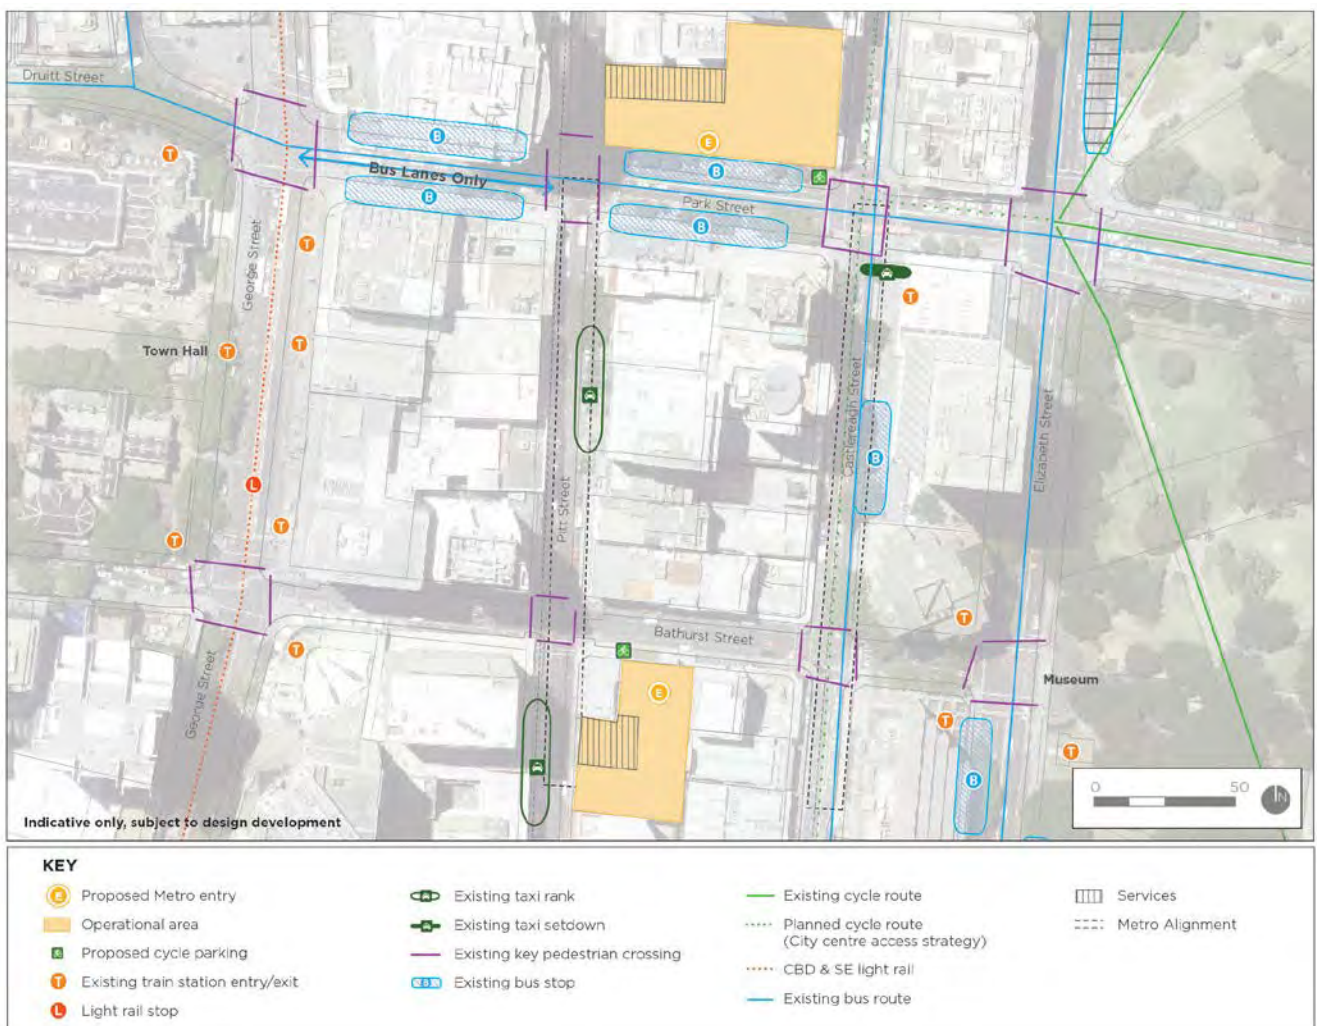 Druitt Street
B
E
T
Bus Lanes Only
B
B
Park Street
B
T
George Street
T
Town Hall
T
T
Castlereagh Street
B
Elizabeth Street
L
Pitt Street
T
T
T
Bathurst Street
T
E
Museum
George Street
T
T
B
0 50
N
Indicative only, subject to design development
KEY
E Proposed Metro entry
Operational area
Proposed cycle parking
T Existing train station entry/exit
L Light rail stop
Existing taxi rank
Existing taxi setdown
Existing key pedestrian crossing
B Existing bus stop
Existing cycle route
Planned cycle route
(City centre access strategy)
CBD & SE light rail
Existing bus route
Services
Metro Alignment